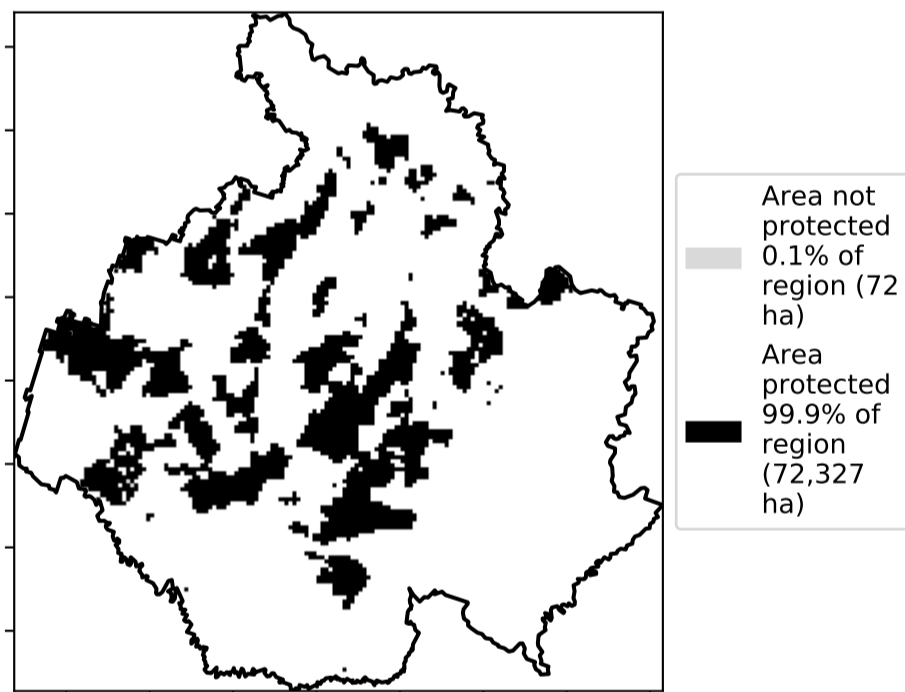 Area not
protected
0.1% of
region (72
ha)
Area
protected
99.9% of
region
(72,327
ha)